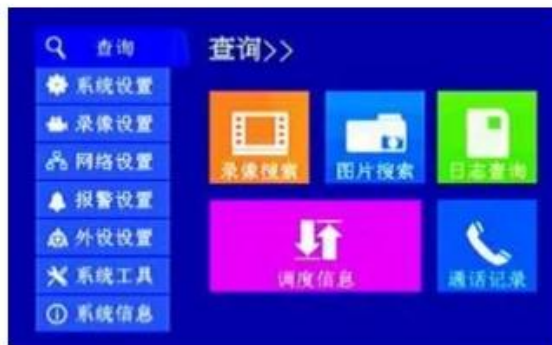 查询
系统设置
录像设置
网络设置
报警设置
外设设置
系统工具
系统信息
查询>>
录像搜索
图片搜索
日志查询
调度信息
通话记录